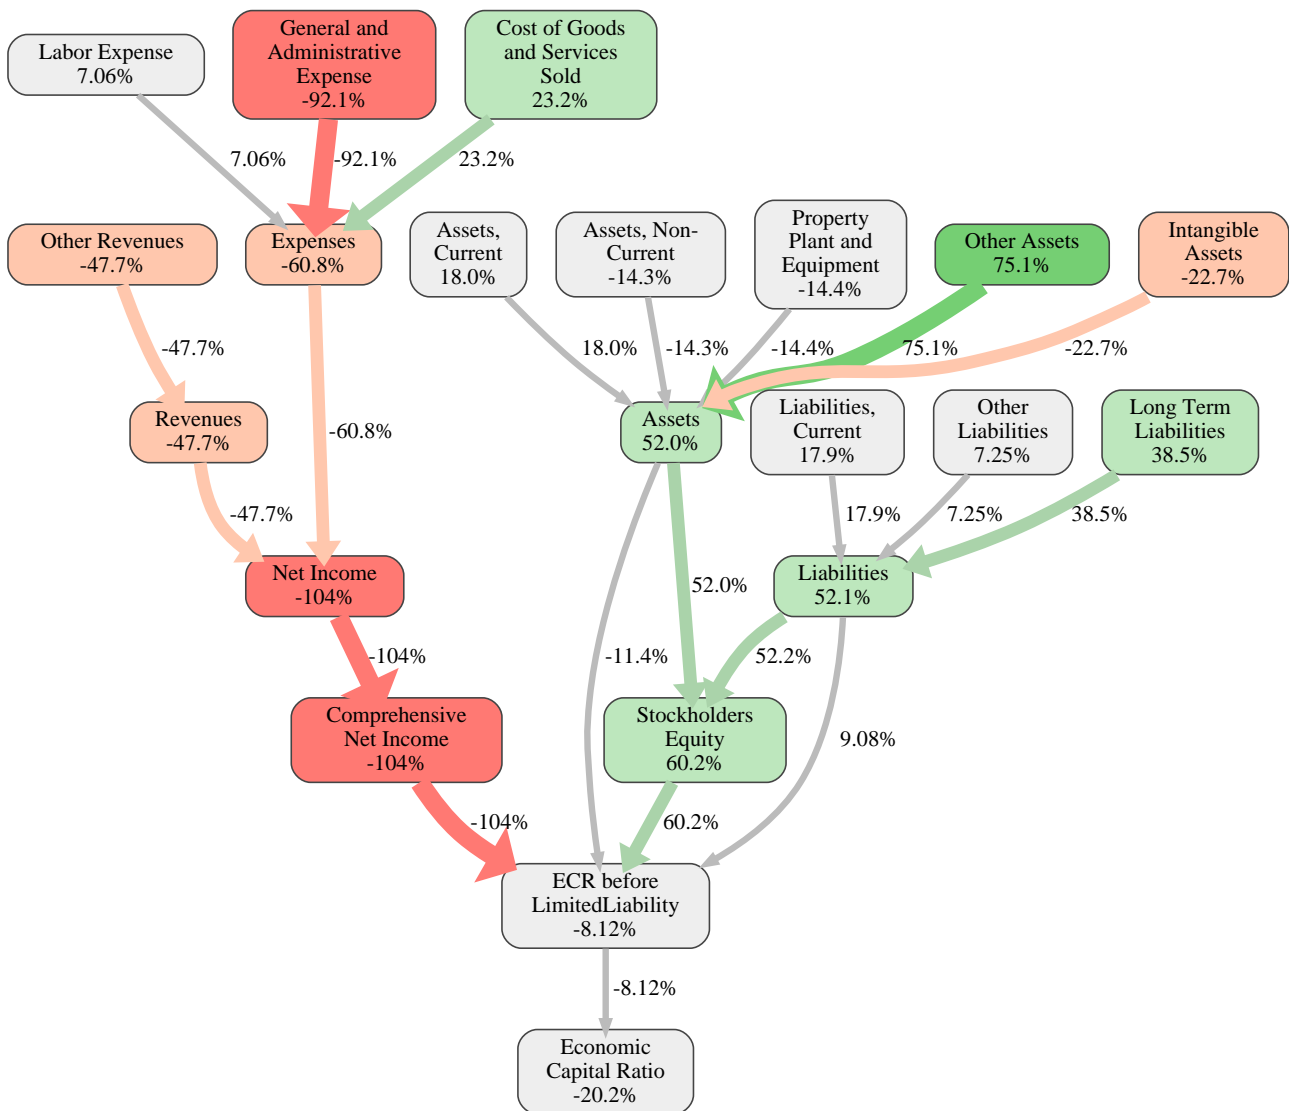 Labor Expense
7.06%
General and
Administrative
Expense
-92.1%
Cost of Goods
and Services
Sold
23.2%
7.06%
-92.1%
23.2%
Other Revenues
-47.7%
Expenses
-60.8%
Assets,
Current
18.0%
Assets, Non-
Current
-14.3%
Property
Plant and
Equipment
-14.4%
Other Assets
75.1%
Intangible
Assets
-22.7%
-47.7%
18.0%
-14.3%
-14.4%
75.1%
-22.7%
Revenues
-47.7%
-60.8%
Assets
52.0%
Liabilities,
Current
17.9%
Other
Liabilities
7.25%
Long Term
Liabilities
38.5%
-47.7%
17.9%
7.25%
38.5%
Net Income
-104%
52.0%
Liabilities
52.1%
-104%
-11.4%
52.2%
Comprehensive
Net Income
-104%
Stockholders
Equity
60.2%
9.08%
-104%
60.2%
ECR before
LimitedLiability
-8.12%
-8.12%
Economic
Capital Ratio
-20.2%